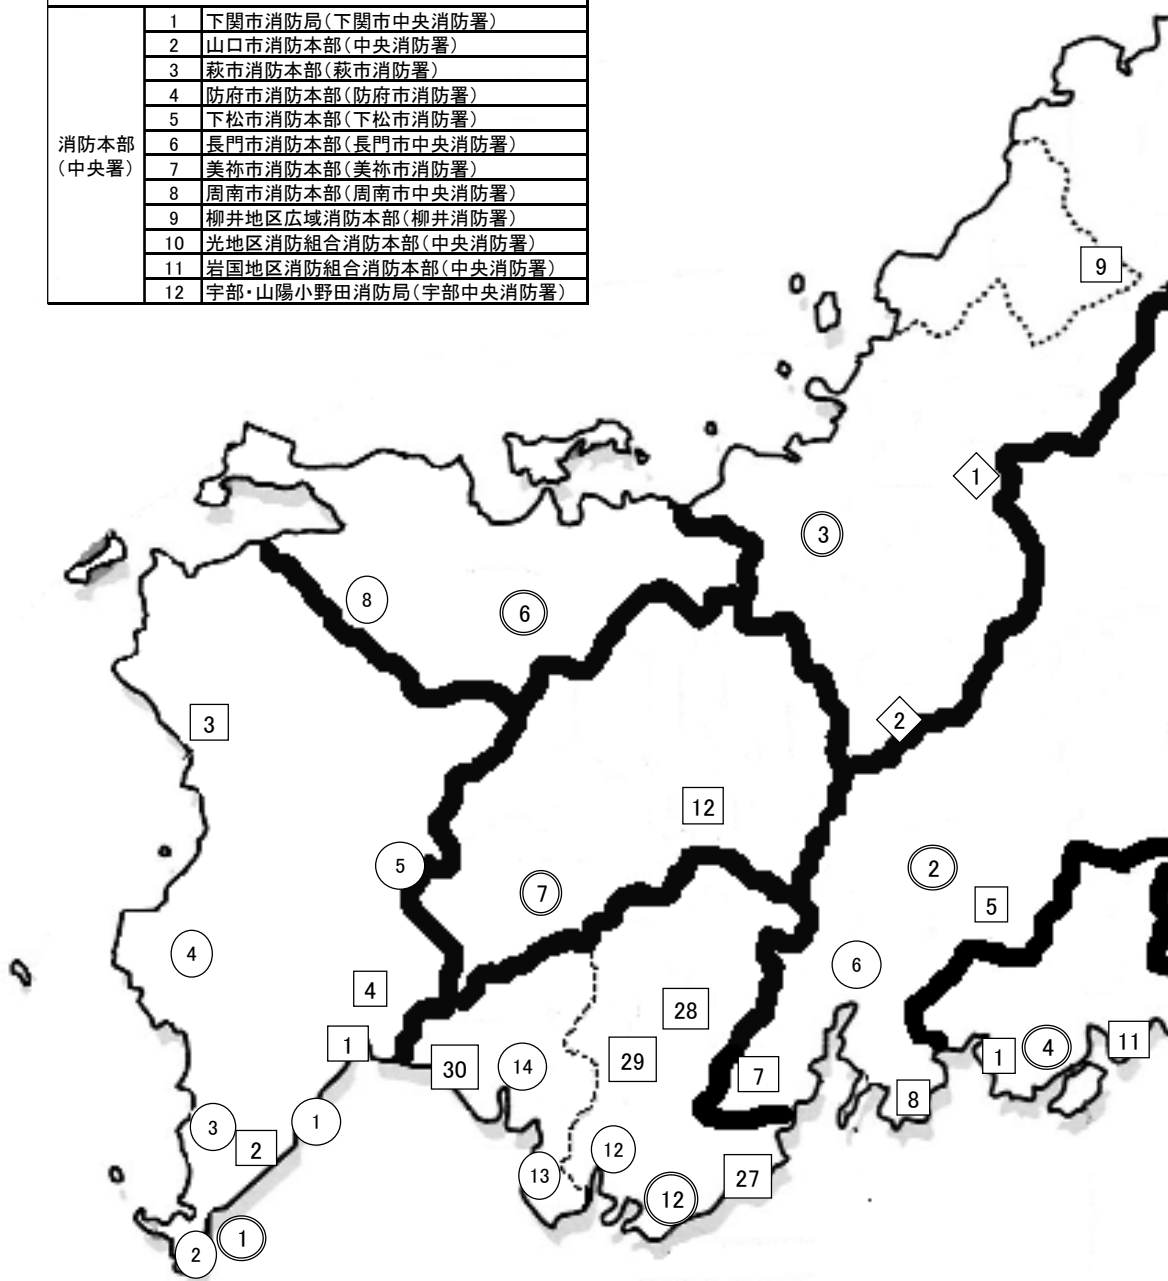 1 下関市消防局(下関市中央消防署)
2 山口市消防本部(中央消防署)
3 萩市消防本部(萩市消防署)
4 防府市消防本部(防府市消防署)
5 下松市消防本部(下松市消防署)
消防本部
(中央署)
6 長門市消防本部(長門市中央消防署)
7 美祢市消防本部(美祢市消防署)
8 周南市消防本部(周南市中央消防署)
9 柳井地区広域消防本部(柳井消防署)
10 光地区消防組合消防本部(中央消防署)
11 岩国地区消防組合消防本部(中央消防署)
12 宇部・山陽小野田消防局(宇部中央消防署)
9
1
3
8
6
3
2
12
5
2
7
5
4
6
4
28
1
29
30
14
7
1
4
11
8
3
1
2
12
13
12
27
2
1